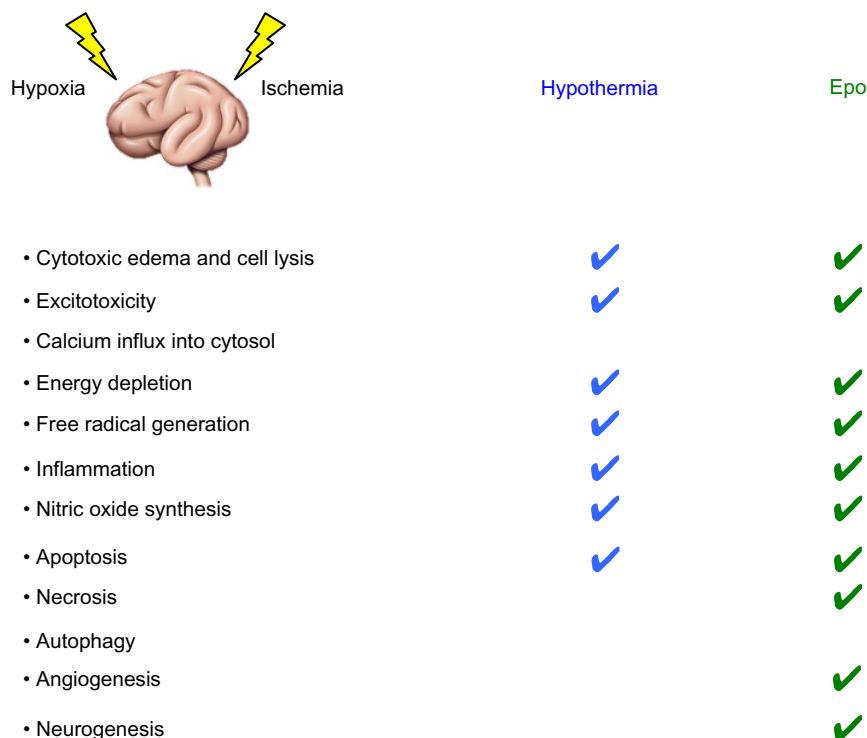 Hypoxia Ischemia Hypothermia Epo
• Cytotoxic edema and cell lysis ✔ ✔
• Excitotoxicity ✔ ✔
• Calcium influx into cytosol
• Energy depletion ✔ ✔
• Free radical generation ✔ ✔
• Inflammation ✔ ✔
• Nitric oxide synthesis ✔ ✔
• Apoptosis ✔ ✔
• Necrosis ✔
• Autophagy
• Angiogenesis ✔
• Neurogenesis ✔